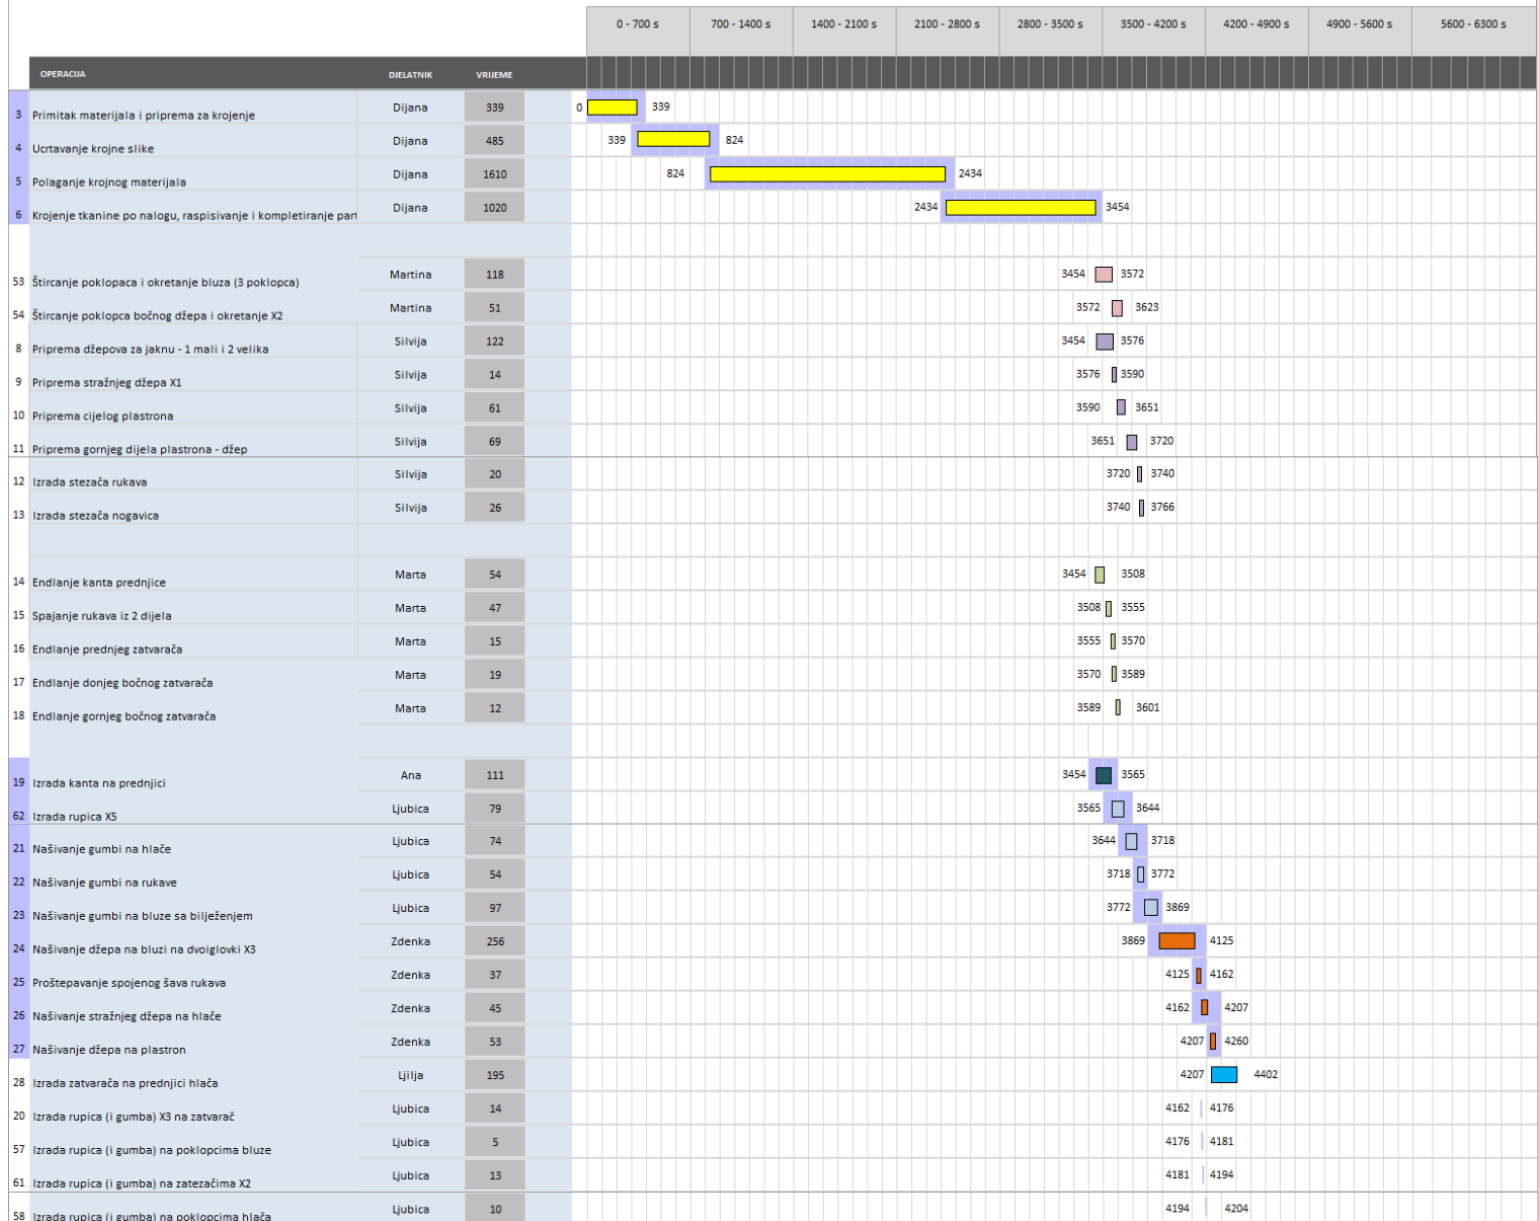 0 - 700 s 700 - 1400 s 1400 - 2100 s 2100 - 2800 s 2800 - 3500 s 3500 - 4200 s 4200 - 4900 s 4900 - 5600 s 5600 - 6300 s
OPERACIJA DJELATNIK VRIJEME
3 Primitak materijala i priprema za krojenje Dijana 339 0 339
4 Ucrtavanje krojne slike Dijana 485 339 824
5 Polaganje krojnog materijala Dijana 1610 824 2434
6 Krojenje tkanine po nalogu, raspisivanje i kompletiranje part Dijana 1020 2434 3454
53 Štircanje poklopaca i okretanje bluza (3 poklopca) Martina 118 3454 3572
54 Štircanje poklopca bočnog džepa i okretanje X2 Martina 51 3572 3623
8 Priprema džepova za jaknu - 1 mali i 2 velika Silvija 122 3454 3576
9 Priprema stražnjeg džepa X1 Silvija 14 3576 3590
10 Priprema cijelog plastrona Silvija 61 3590 3651
11 Priprema gornjeg dijela plastrona - džep Silvija 69 3651 3720
12 Izrada stezača rukava Silvija 20 3720 3740
13 Izrada stezača nogavica Silvija 26 3740 3766
14 Endlanje kanta prednjice Marta 54 3454 3508
15 Spajanje rukava iz 2 dijela Marta 47 3508 3555
16 Endlanje prednjeg zatvarača Marta 15 3555 3570
17 Endlanje donjeg bočnog zatvarača Marta 19 3570 3589
18 Endlanje gornjeg bočnog zatvarača Marta 12 3589 3601
19 Izrada kanta na prednjici Ana 111 3454 3565
62 Izrada rupica X5 Ljubica 79 3565 3644
21 Našivanje gumbi na hlače Ljubica 74 3644 3718
22 Našivanje gumbi na rukave Ljubica 54 3718 3772
23 Našivanje gumbi na bluze sa bilježenjem Ljubica 97 3772 3869
24 Našivanje džepa na bluzi na dvoiglovki X3 Zdenka 256 3869 4125
25 Proštepavanje spojenog šava rukava Zdenka 37 4125 4162
26 Našivanje stražnjeg džepa na hlače Zdenka 45 4162 4207
27 Našivanje džepa na plastron Zdenka 53 4207 4260
28 Izrada zatvarača na prednjici hlača Ljilja 195 4207 4402
20 Izrada rupica (i gumba) X3 na zatvarač Ljubica 14 4162 4176
57 Izrada rupica (i gumba) na poklopcima bluze Ljubica 5 4176 4181
61 Izrada rupica (i gumba) na zatezačima X2 Ljubica 13 4181 4194
58 Izrada rupica (i gumba) na poklopcima hlača Ljubica 10 4194 4204